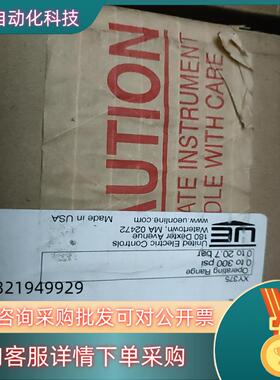 自动化科技
CAUTION
ATE INSTRUMENT
DLE WITH CARE
UE
United Electric Controls
180 Dexter Avenue
Watertown, MA 02472
www.ueonline.com
Made in USA
XY375
Operating Range
0 to 300 psi
0 to 20.7 bar
321949929
咨询采购批发可对公开票
客服详情下单采购